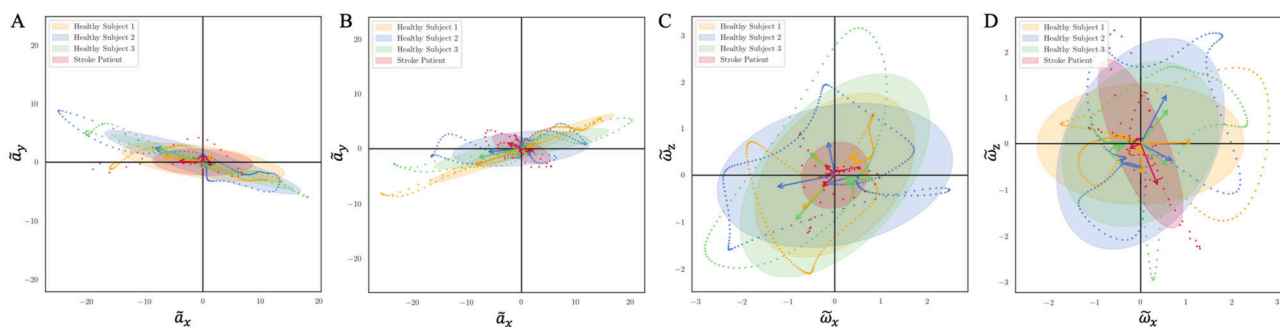 A
Healthy Subject 1
Healthy Subject 2
Healthy Subject 3
Stroke Patient
20
10
0
−10
−20
ã_y
−20
−10
0
10
20
ã_x
B
Healthy Subject 1
Healthy Subject 2
Healthy Subject 3
Stroke Patient
20
10
0
−10
−20
ã_y
−20
−10
0
10
20
ã_x
C
Healthy Subject 1
Healthy Subject 2
Healthy Subject 3
Stroke Patient
3
2
1
0
−1
−2
ω̃_z
−3
−2
−1
0
1
2
3
ω̃_x
D
Healthy Subject 1
Healthy Subject 2
Healthy Subject 3
Stroke Patient
2
1
0
−1
−2
−3
ω̃_z
−2
−1
0
1
2
3
ω̃_x